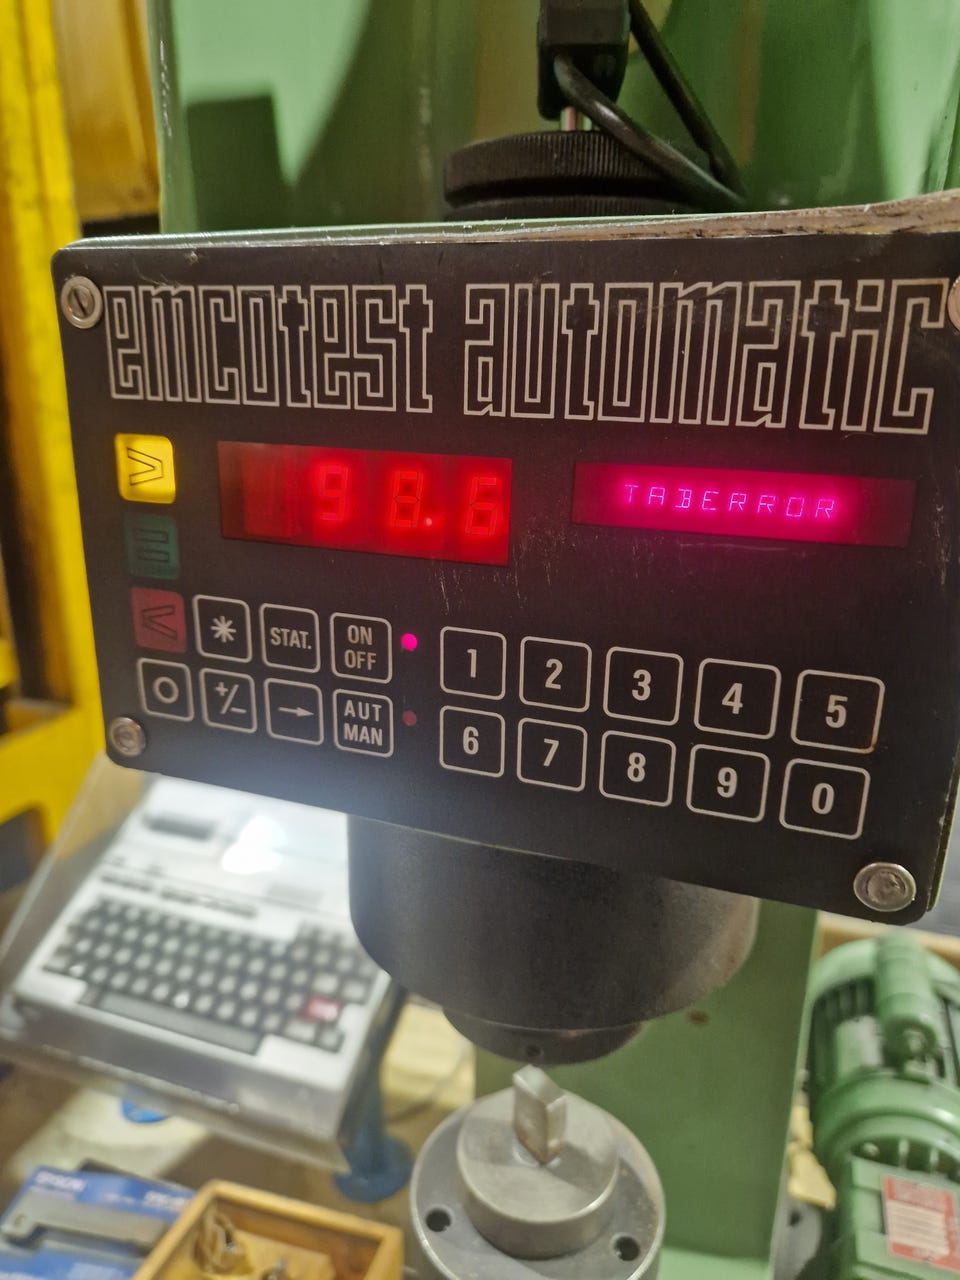 emcotest automatic
>
98.6
TABERROR
=
<
*
STAT.
ON
OFF
1
2
3
4
5
O
+/-
→
AUT
MAN
6
7
8
9
0
EPSON